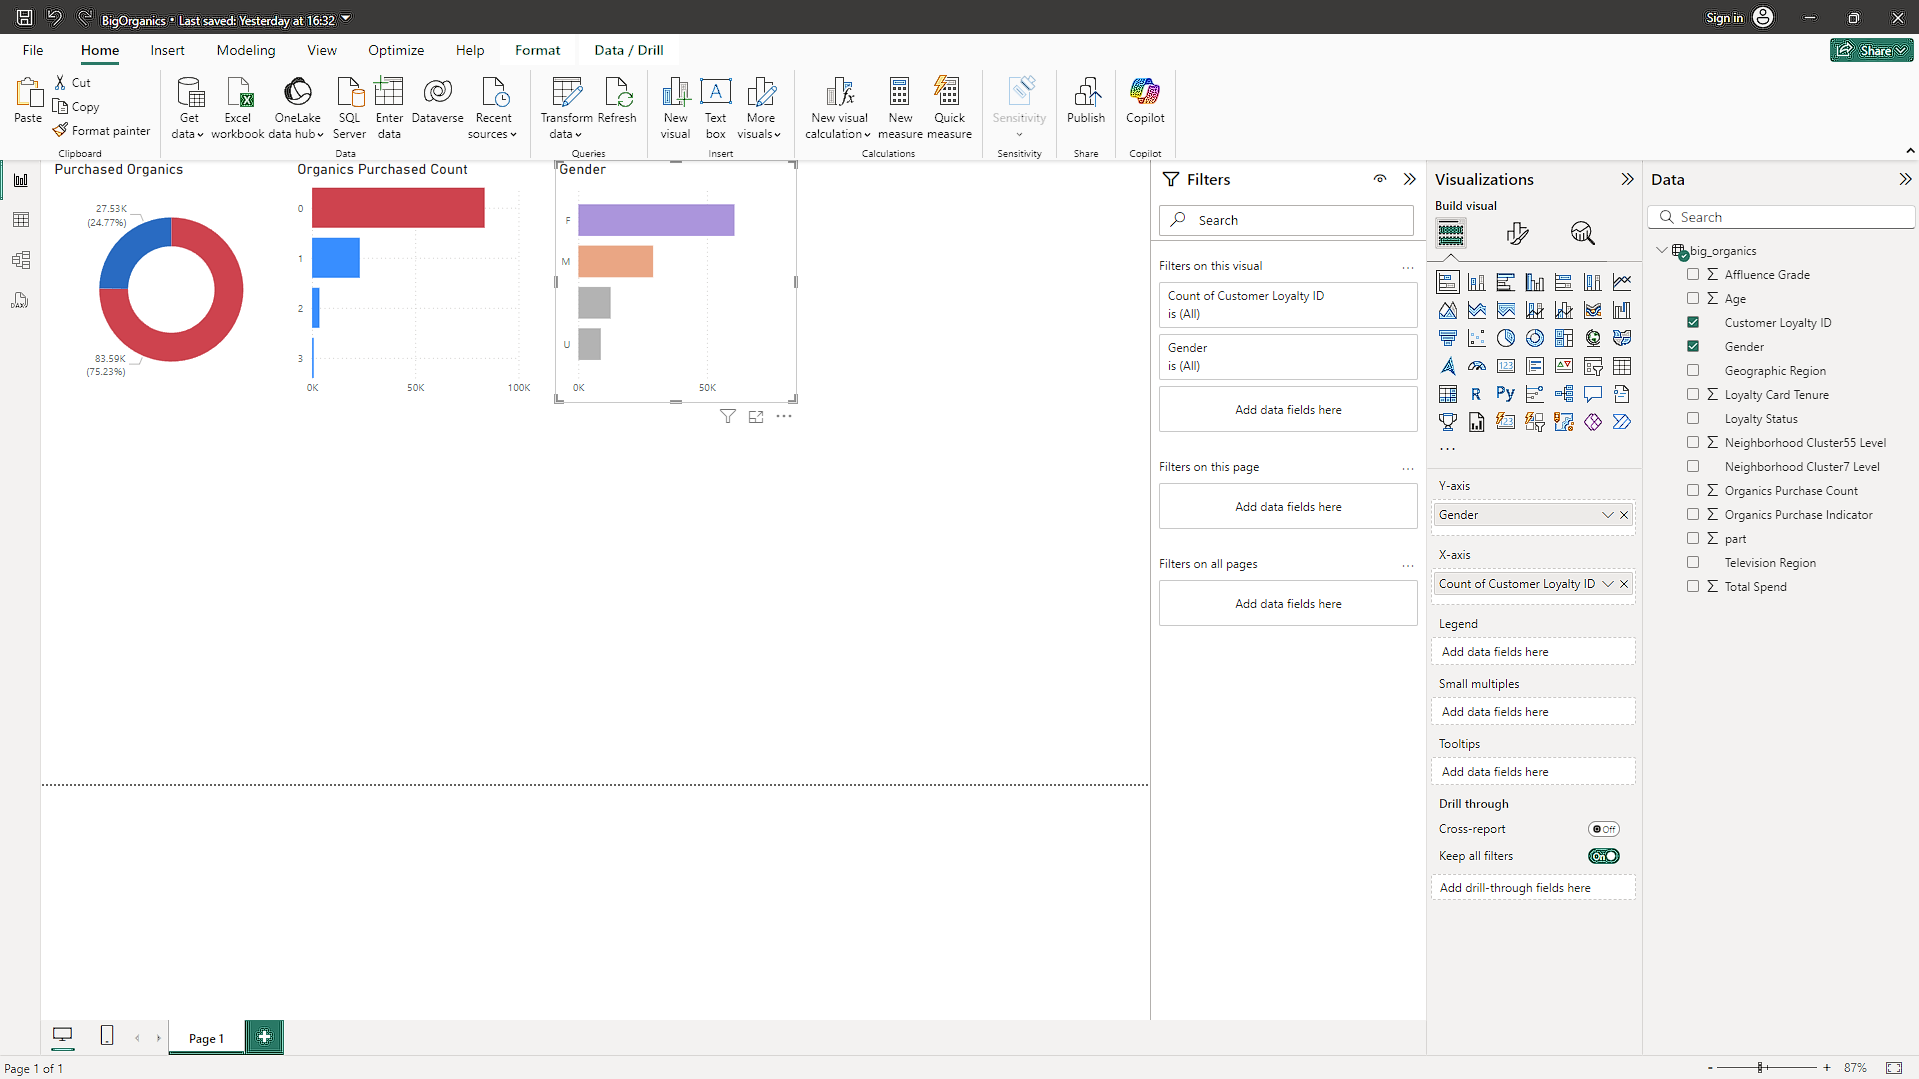 BigOrganics • Last saved: Yesterday at 16:32
Sign in
File
Home
Insert
Modeling
View
Optimize
Help
Format
Data / Drill
Share
Paste
Cut
Copy
Format painter
Clipboard
Get data
Excel workbook
OneLake data hub
SQL Server
Enter data
Dataverse
Recent sources
Data
Transform data
Refresh
Queries
New visual
Text box
More visuals
Insert
New visual calculation
New measure
Quick measure
Calculations
Sensitivity
Sensitivity
Publish
Share
Copilot
Copilot
Purchased Organics
27.53K
(24.77%)
83.59K
(75.23%)
Organics Purchased Count
0
1
2
3
0K
50K
100K
Gender
F
M
U
0K
50K
Filters
Search
Filters on this visual
Count of Customer Loyalty ID
is (All)
Gender
is (All)
Add data fields here
Filters on this page
Add data fields here
Filters on all pages
Add data fields here
Visualizations
Build visual
123
R
Py
123
Y-axis
Gender
X-axis
Count of Customer Loyalty ID
Legend
Add data fields here
Small multiples
Add data fields here
Tooltips
Add data fields here
Drill through
Cross-report
Off
Keep all filters
On
Add drill-through fields here
Data
Search
big_organics
Affluence Grade
Age
Customer Loyalty ID
Gender
Geographic Region
Loyalty Card Tenure
Loyalty Status
Neighborhood Cluster55 Level
Neighborhood Cluster7 Level
Organics Purchase Count
Organics Purchase Indicator
part
Television Region
Total Spend
DAX
Page 1
Page 1 of 1
- + 87%